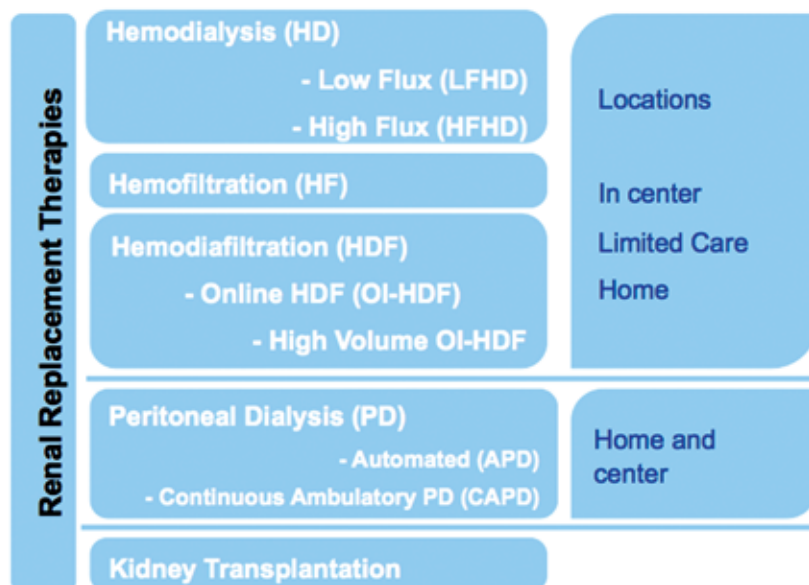 Renal Replacement Therapies
Hemodialysis (HD)
- Low Flux (LFHD)
- High Flux (HFHD)
Hemofiltration (HF)
Hemodiafiltration (HDF)
- Online HDF (Ol-HDF)
- High Volume Ol-HDF
Locations
In center
Limited Care
Home
Peritoneal Dialysis (PD)
- Automated (APD)
- Continuous Ambulatory PD (CAPD)
Home and
center
Kidney Transplantation